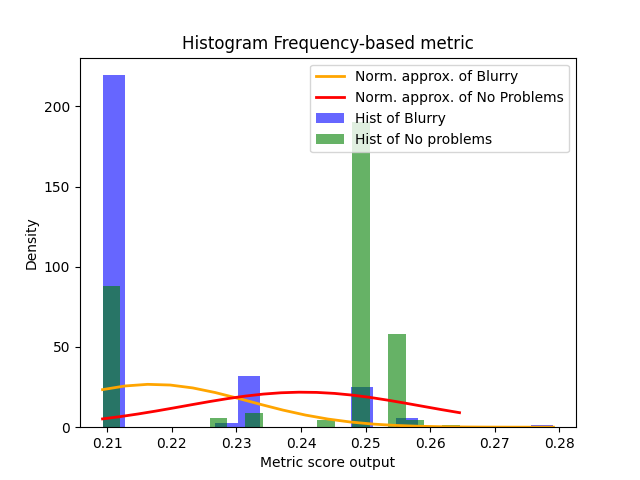 Histogram Frequency-based metric
Norm. approx. of Blurry
Norm. approx. of No Problems
Hist of Blurry
Hist of No problems
Density
200
150
100
50
0
0.21 0.22 0.23 0.24 0.25 0.26 0.27 0.28
Metric score output